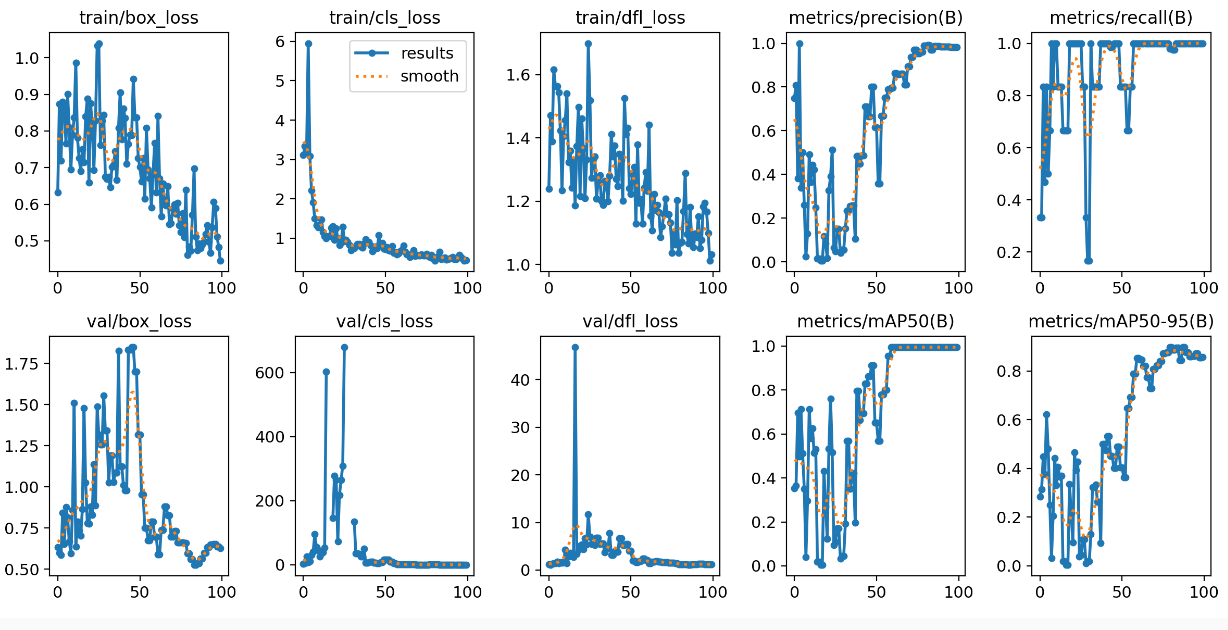 train/box_loss
train/cls_loss
train/dfl_loss
metrics/precision(B)
metrics/recall(B)
1.0
0.9
0.8
0.7
0.6
0.5
0 50 100
6
5
4
3
2
1
0 50 100
results
smooth
1.6
1.4
1.2
1.0
0 50 100
1.0
0.8
0.6
0.4
0.2
0.0
0 50 100
1.0
0.8
0.6
0.4
0.2
0 50 100
val/box_loss
val/cls_loss
val/dfl_loss
metrics/mAP50(B)
metrics/mAP50-95(B)
1.75
1.50
1.25
1.00
0.75
0.50
0 50 100
600
400
200
0
0 50 100
40
30
20
10
0
0 50 100
1.0
0.8
0.6
0.4
0.2
0.0
0 50 100
0.8
0.6
0.4
0.2
0.0
0 50 100